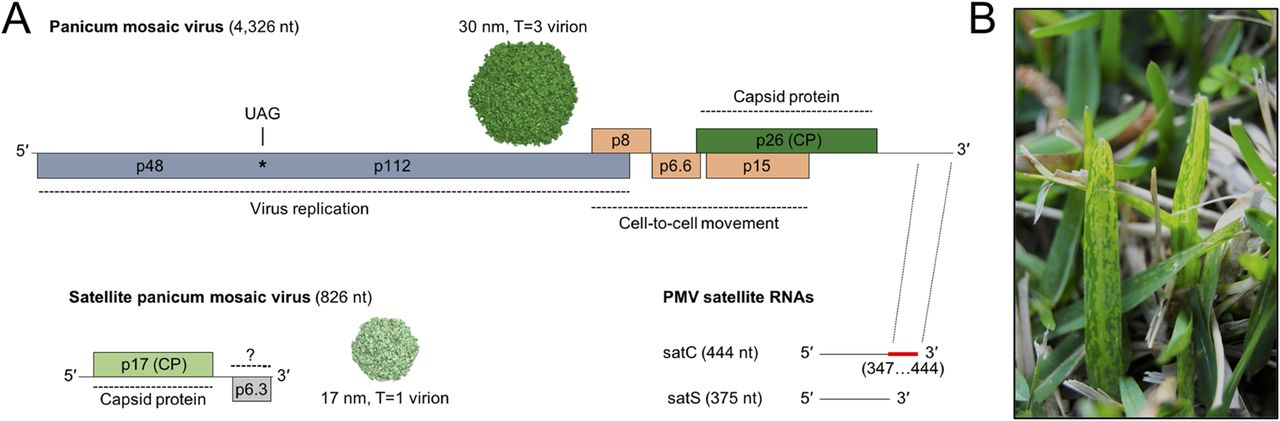 A
B
Panicum mosaic virus (4,326 nt)
30 nm, T=3 virion
Capsid protein
UAG
5′
p8
p26 (CP)
3′
p48
*
p112
p6.6
p15
Virus replication
Cell-to-cell movement
Satellite panicum mosaic virus (826 nt)
PMV satellite RNAs
?
p17 (CP)
satC (444 nt)
5′
3′
(347...444)
5′
3′
p6.3
Capsid protein
17 nm, T=1 virion
satS (375 nt)
5′
3′